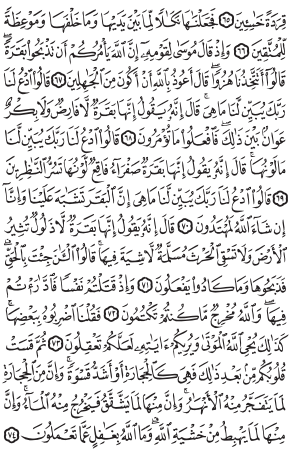 قِرَدَةً خَٰسِـِٔينَ ٦٥ فَجَعَلْنَٰهَا نَكَٰلًا لِّمَا بَيْنَ يَدَيْهَا وَمَا خَلْفَهَا وَمَوْعِظَةً
لِّلْمُتَّقِينَ ٦٦ وَإِذْ قَالَ مُوسَىٰ لِقَوْمِهِۦٓ إِنَّ ٱللَّهَ يَأْمُرُكُمْ أَن تَذْبَحُوا۟ بَقَرَةً ۖ
قَالُوٓا۟ أَتَتَّخِذُنَا هُزُوًا ۖ قَالَ أَعُوذُ بِٱللَّهِ أَنْ أَكُونَ مِنَ ٱلْجَٰهِلِينَ ٦٧ قَالُوا۟ ٱدْعُ لَنَا
رَبَّكَ يُبَيِّن لَّنَا مَا هِىَ ۚ قَالَ إِنَّهُۥ يَقُولُ إِنَّهَا بَقَرَةٌ لَّا فَارِضٌ وَلَا بِكْرٌ
عَوَانٌۢ بَيْنَ ذَٰلِكَ ۖ فَٱفْعَلُوا۟ مَا تُؤْمَرُونَ ٦٨ قَالُوا۟ ٱدْعُ لَنَا رَبَّكَ يُبَيِّن لَّنَا
مَا لَوْنُهَا ۚ قَالَ إِنَّهُۥ يَقُولُ إِنَّهَا بَقَرَةٌ صَفْرَآءُ فَاقِعٌ لَّوْنُهَا تَسُرُّ ٱلنَّٰظِرِينَ
٦٩ قَالُوا۟ ٱدْعُ لَنَا رَبَّكَ يُبَيِّن لَّنَا مَا هِىَ إِنَّ ٱلْبَقَرَ تَشَٰبَهَ عَلَيْنَا وَإِنَّآ
إِن شَآءَ ٱللَّهُ لَمُهْتَدُونَ ٧٠ قَالَ إِنَّهُۥ يَقُولُ إِنَّهَا بَقَرَةٌ لَّا ذَلُولٌ تُثِيرُ
ٱلْأَرْضَ وَلَا تَسْقِى ٱلْحَرْثَ مُسَلَّمَةٌ لَّا شِيَةَ فِيهَا ۚ قَالُوا۟ ٱلْـَٰٔنَ جِئْتَ بِٱلْحَقِّ ۚ
فَذَبَحُوهَا وَمَا كَادُوا۟ يَفْعَلُونَ ٧١ وَإِذْ قَتَلْتُمْ نَفْسًا فَٱدَّٰرَْٰٔتُمْ
فِيهَا ۖ وَٱللَّهُ مُخْرِجٌ مَّا كُنتُمْ تَكْتُمُونَ ٧٢ فَقُلْنَا ٱضْرِبُوهُ بِبَعْضِهَا ۚ
كَذَٰلِكَ يُحْىِ ٱللَّهُ ٱلْمَوْتَىٰ وَيُرِيكُمْ ءَايَٰتِهِۦ لَعَلَّكُمْ تَعْقِلُونَ ٧٣ ثُمَّ قَسَتْ
قُلُوبُكُم مِّنۢ بَعْدِ ذَٰلِكَ فَهِىَ كَٱلْحِجَارَةِ أَوْ أَشَدُّ قَسْوَةً ۚ وَإِنَّ مِنَ ٱلْحِجَارَةِ
لَمَا يَتَفَجَّرُ مِنْهُ ٱلْأَنْهَٰرُ ۚ وَإِنَّ مِنْهَا لَمَا يَشَّقَّقُ فَيَخْرُجُ مِنْهُ ٱلْمَآءُ ۚ وَإِنَّ
مِنْهَا لَمَا يَهْبِطُ مِنْ خَشْيَةِ ٱللَّهِ ۗ وَمَا ٱللَّهُ بِغَٰفِلٍ عَمَّا تَعْمَلُونَ ٧٤